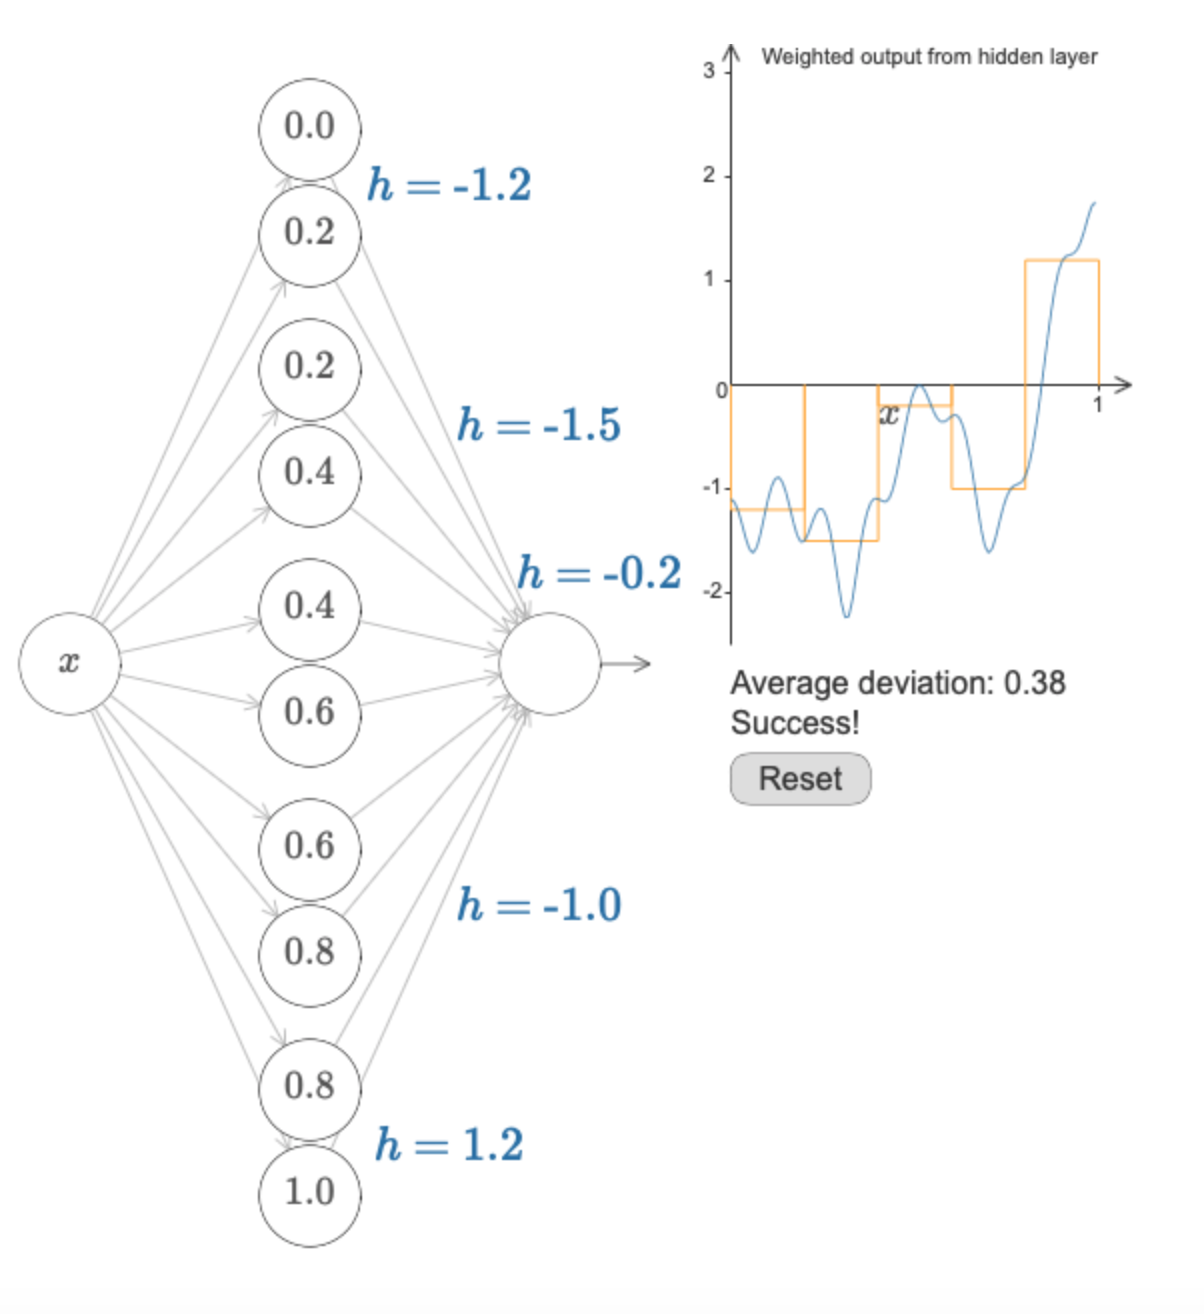 0.0
h = -1.2
0.2
0.2
h = -1.5
0.4
h = -0.2
0.4
x
0.6
0.6
h = -1.0
0.8
0.8
h = 1.2
1.0
Weighted output from hidden layer
3
2
1
0
x
1
-1
-2
Average deviation: 0.38
Success!
Reset